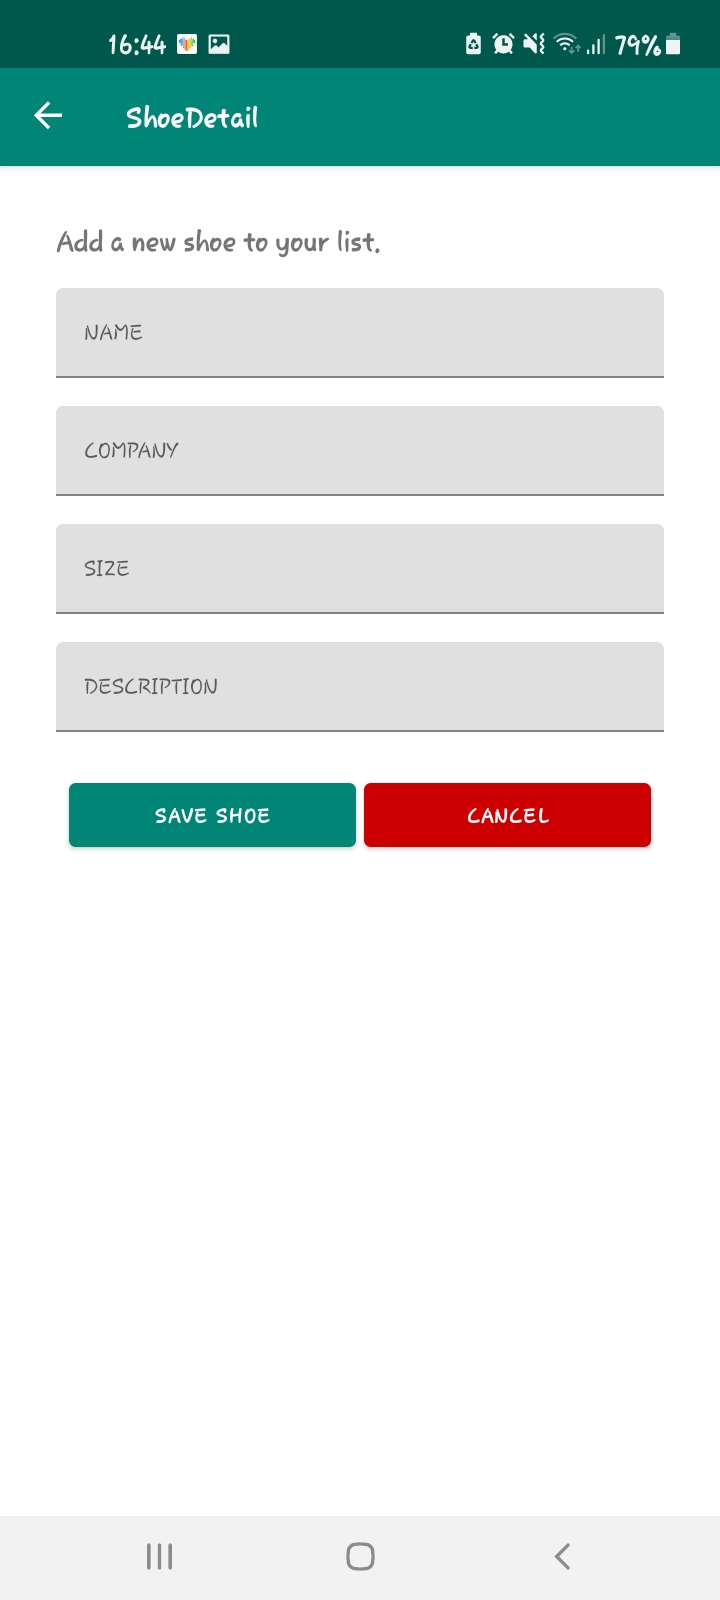 16:44 79%
ShoeDetail
Add a new shoe to your list.
NAME
COMPANY
SIZE
DESCRIPTION
SAVE SHOE CANCEL